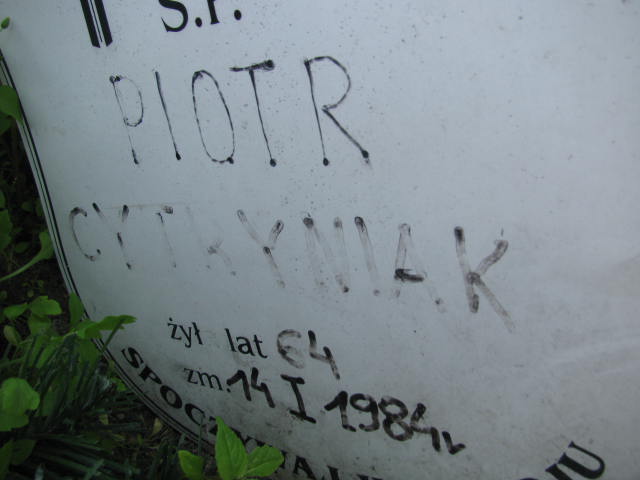 Ś.P.
PIOTR
CYTRYNIAK
żył lat 64
zm. 14 I 1984r